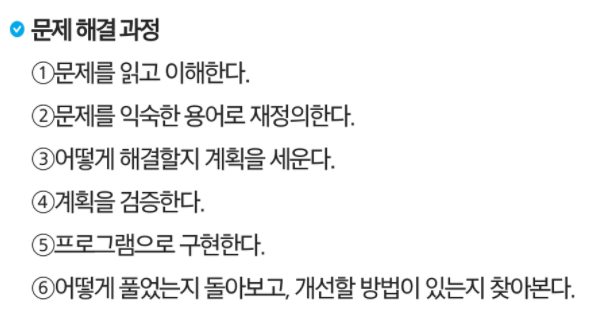 문제 해결 과정
①문제를 읽고 이해한다.
②문제를 익숙한 용어로 재정의한다.
③어떻게 해결할지 계획을 세운다.
④계획을 검증한다.
⑤프로그램으로 구현한다.
⑥어떻게 풀었는지 돌아보고, 개선할 방법이 있는지 찾아본다.